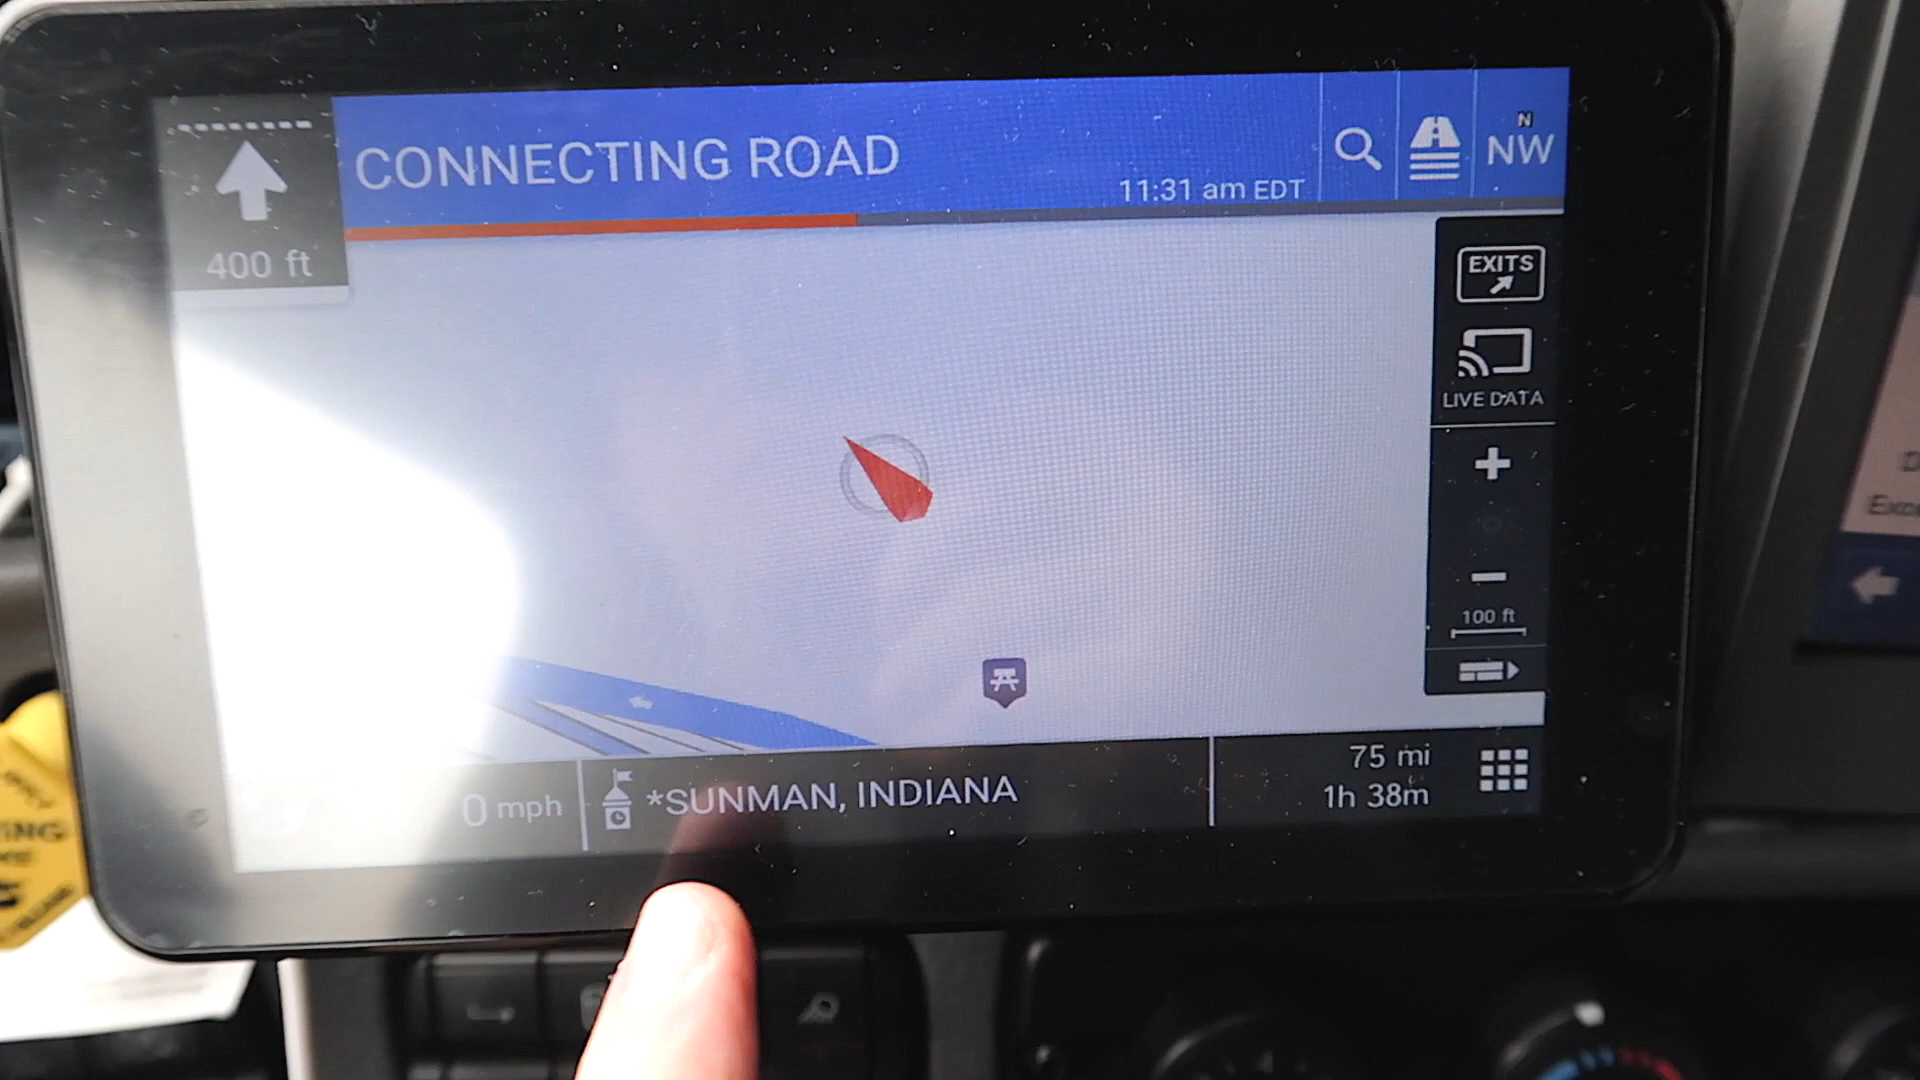 CONNECTING ROAD
11:31 am EDT
N
NW
400 ft
EXITS
LIVE DATA
100 ft
0 mph
*SUNMAN, INDIANA
75 mi
1h 38m